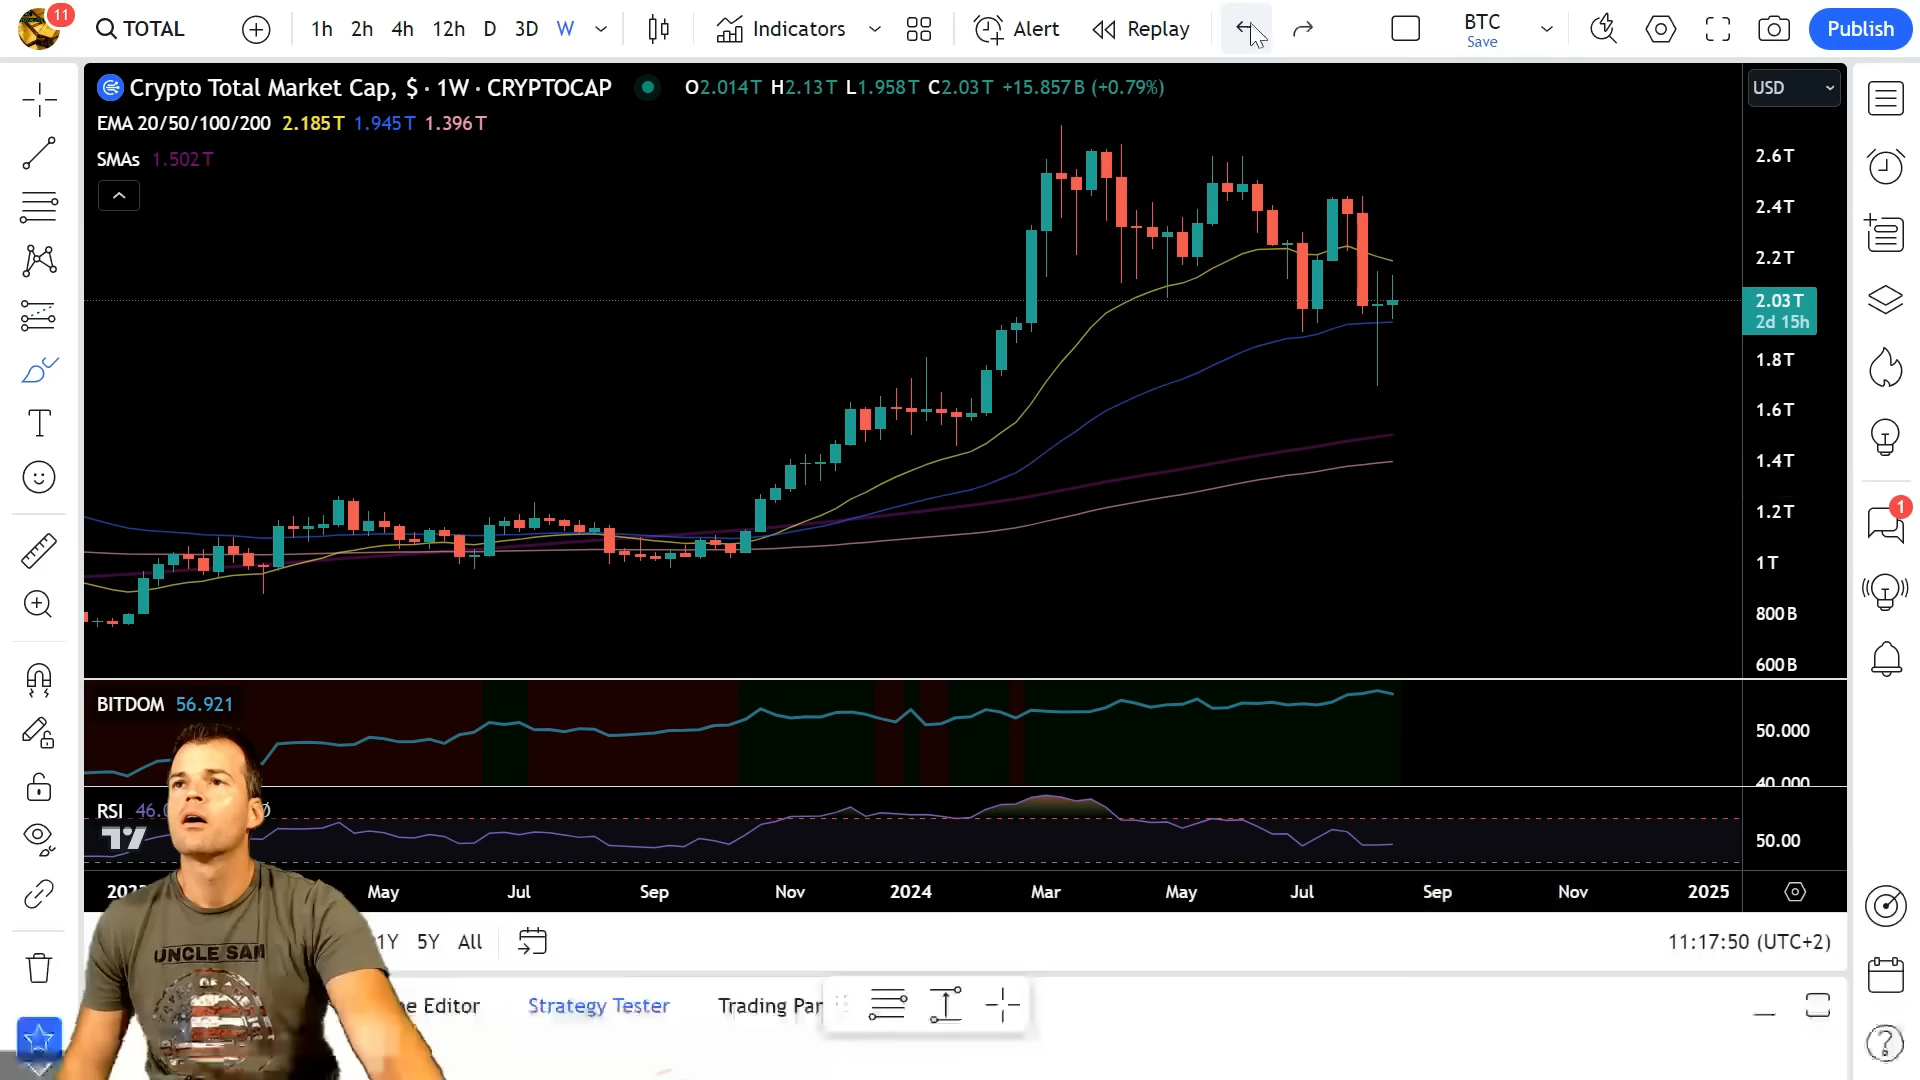 11
TOTAL
1h 2h 4h 12h D 3D W
Indicators
Alert
Replay
BTC
Save
Publish
Crypto Total Market Cap, $ · 1W · CRYPTOCAP
O2.014T H2.13T L1.958T C2.03T +15.857B (+0.79%)
USD
EMA 20/50/100/200 2.185T 1.945T 1.396T
SMAs 1.502T
2.6T
2.4T
2.2T
2.03T
2d 15h
1.8T
1.6T
1.4T
1.2T
1T
800B
600B
1
BITDOM 56.921
50.000
40.000
RSI 46.0
50.00
May Jul Sep Nov 2024 Mar May Jul Sep Nov 2025
1Y 5Y All
11:17:50 (UTC+2)
UNCLE SAM
Strategy Tester
Trading